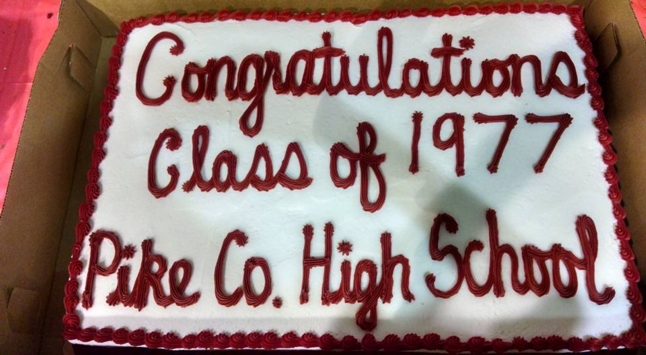 Congratulations
Class of 1977
Pike Co. High School